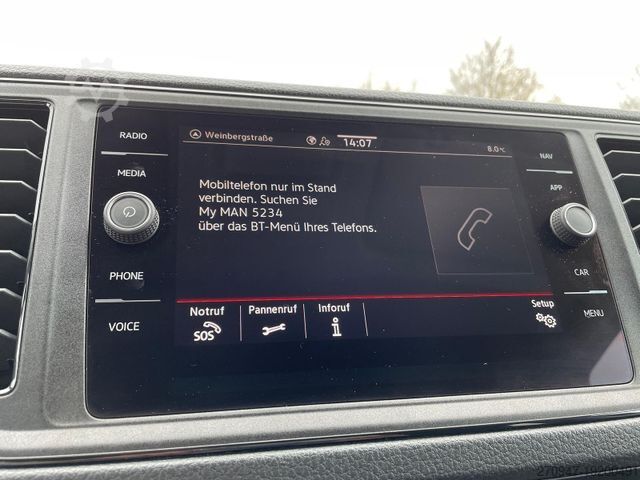 RADIO
MEDIA
PHONE
VOICE
Weinbergstraße
14:07
8.0°C
Mobiltelefon nur im Stand
verbinden. Suchen Sie
My MAN 5234
über das BT-Menü Ihres Telefons.
Notruf
SOS
Pannenruf
Inforuf
Setup
NAV
APP
CAR
MENU